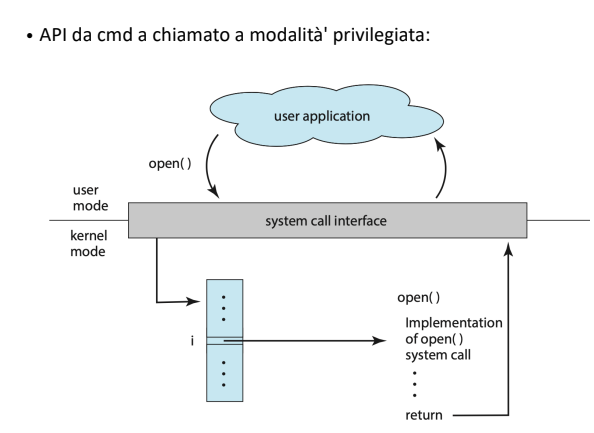 • API da cmd a chiamato a modalità' privilegiata:
user application
open( )
user
mode
system call interface
kernel
mode
open( )
i
Implementation
of open( )
system call
return